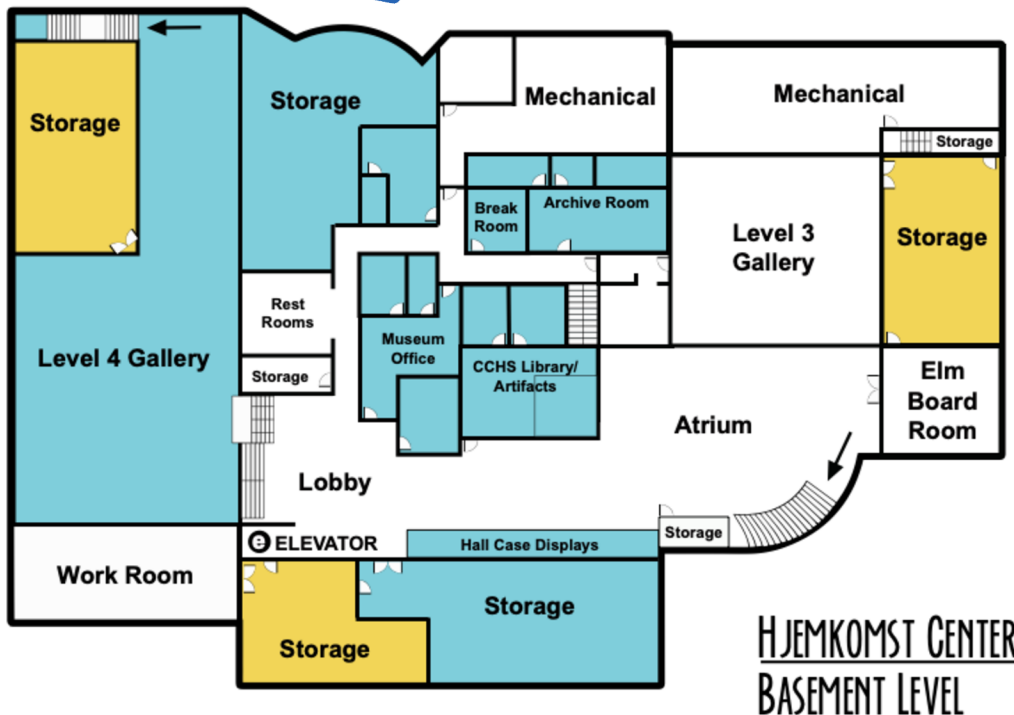 Storage
Storage
Mechanical
Mechanical
Storage
Break
Room
Archive Room
Level 3
Gallery
Storage
Rest
Rooms
Museum
Office
Level 4 Gallery
Storage
CCHS Library/
Artifacts
Elm
Board
Room
Atrium
Lobby
e ELEVATOR
Hall Case Displays
Storage
Work Room
Storage
Storage
HJEMKOMST CENTER
BASEMENT LEVEL